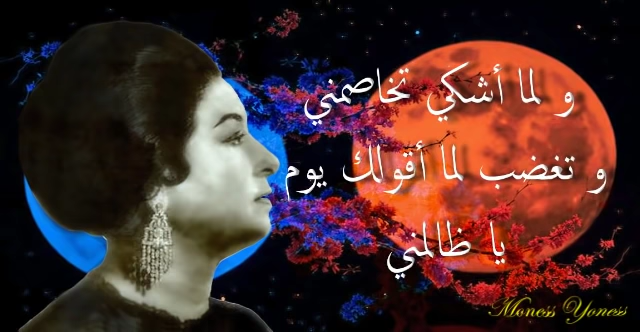 و لما أشكي تخاصمني
و تغضب لما أقولك يوم
يا ظالمني
Moness Yoness